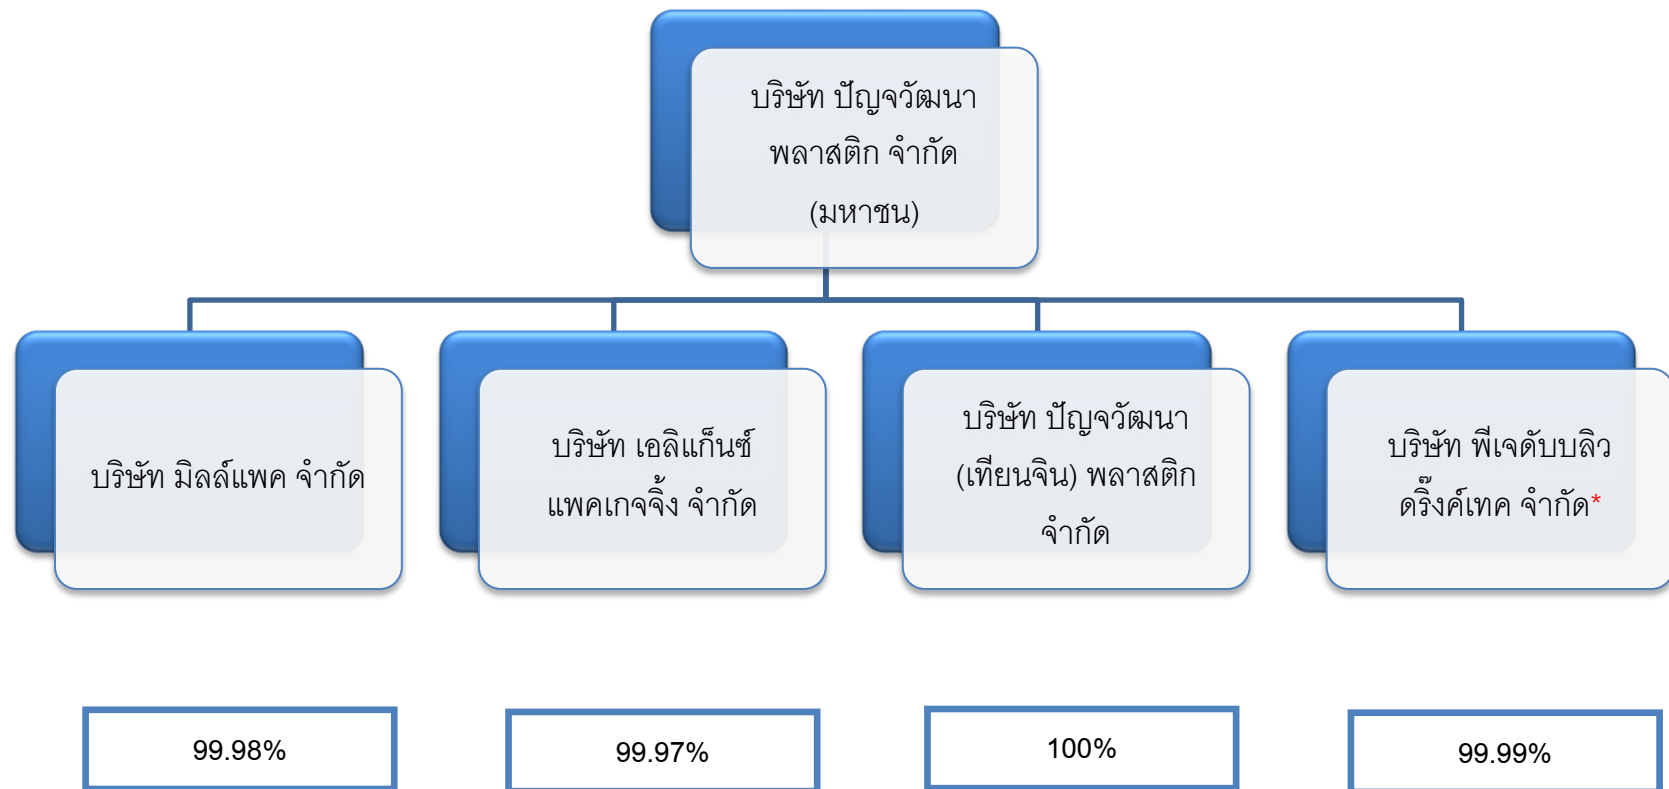 บริษัท ปัญจวัฒนา
พลาสติก จำกัด
(มหาชน)
บริษัท มิลล์แพค จำกัด
บริษัท เอลิแก็นซ์
แพคเกจจิ้ง จำกัด
บริษัท ปัญจวัฒนา
(เทียนจิน) พลาสติก
จำกัด
บริษัท พีเจดับบลิว
ดริ๊งค์เทค จำกัด*
99.98%
99.97%
100%
99.99%